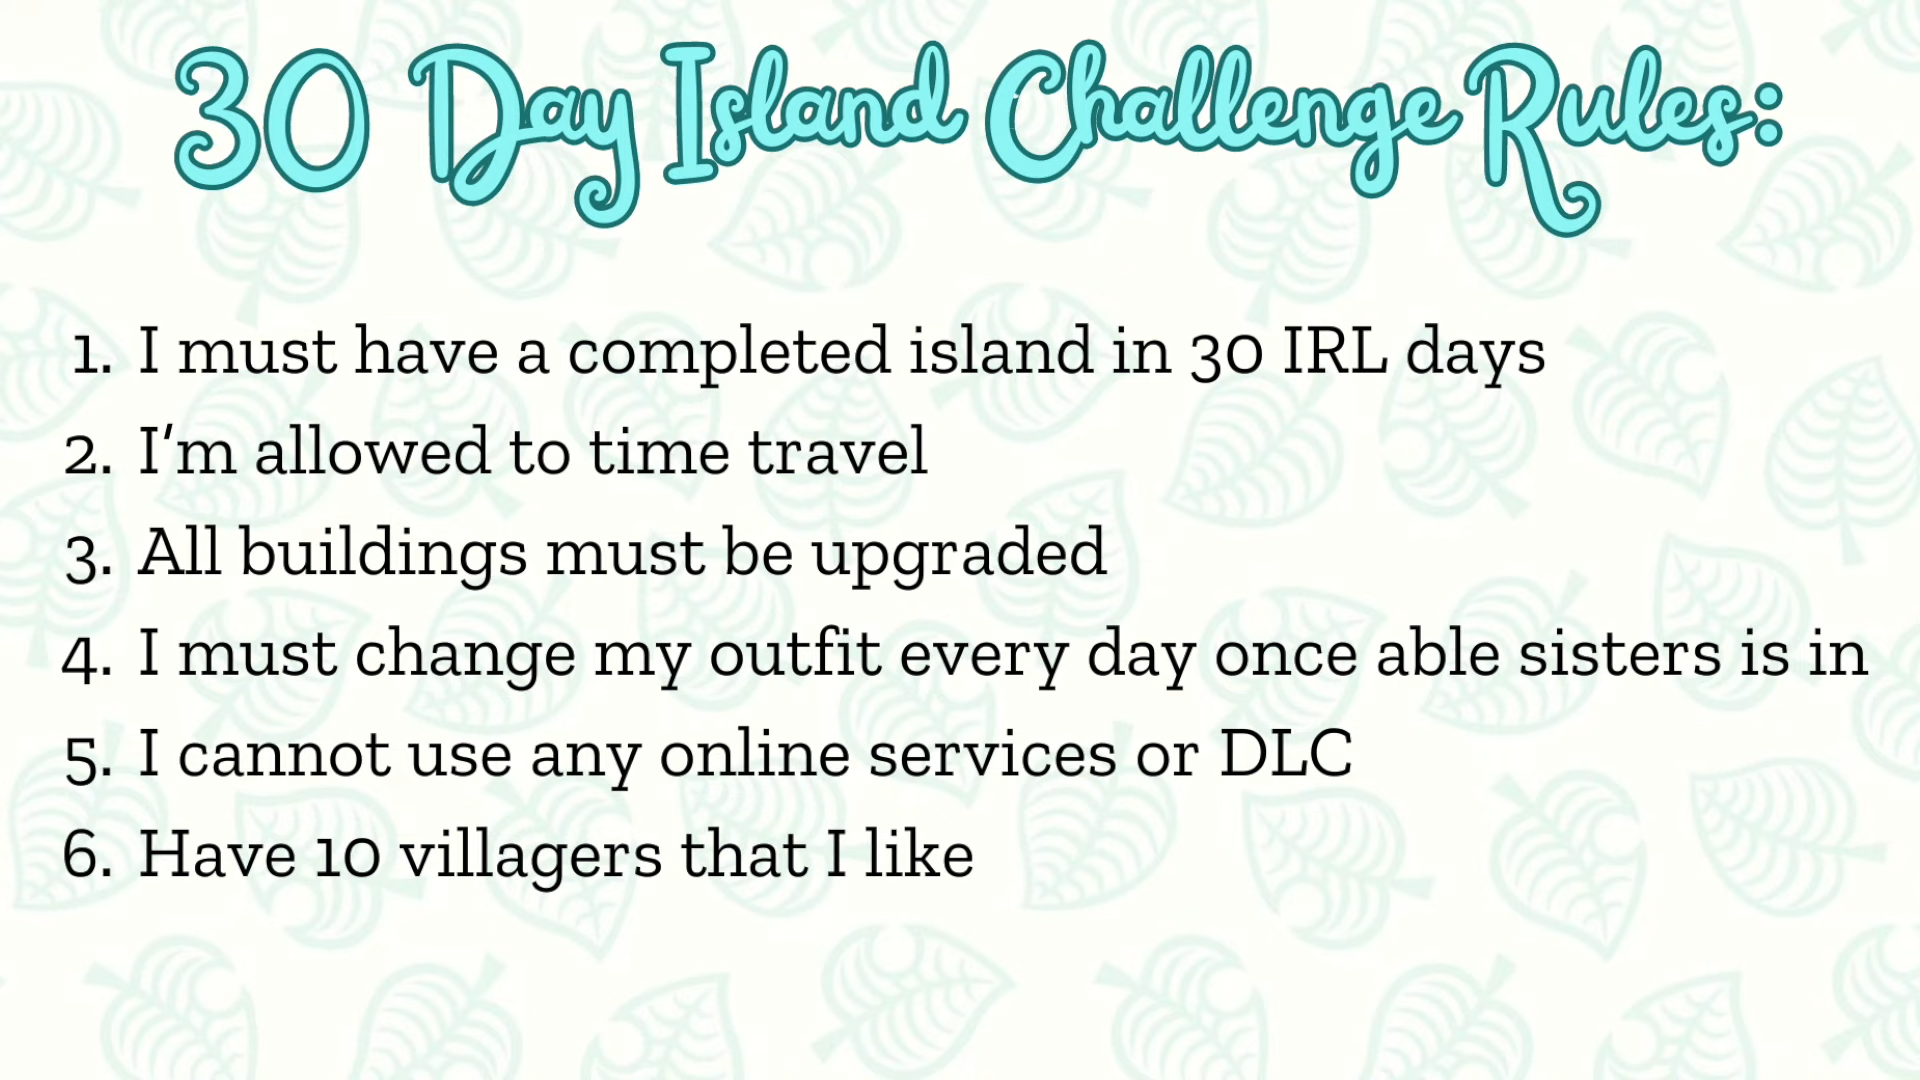 30 Day Island Challenge Rules:
1. I must have a completed island in 30 IRL days
2. I'm allowed to time travel
3. All buildings must be upgraded
4. I must change my outfit every day once able sisters is in
5. I cannot use any online services or DLC
6. Have 10 villagers that I like